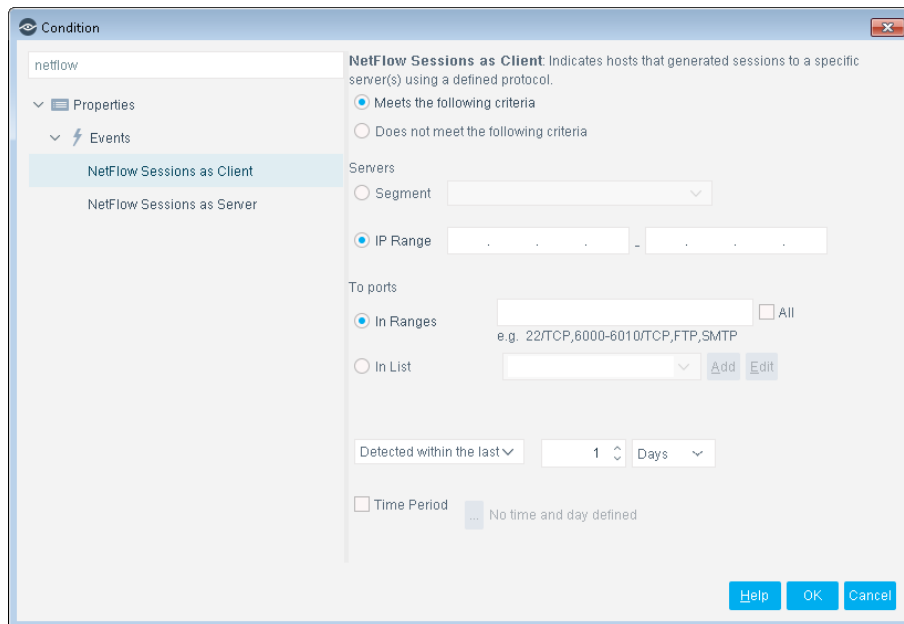 Condition
netflow
Properties
Events
NetFlow Sessions as Client
NetFlow Sessions as Server
NetFlow Sessions as Client: Indicates hosts that generated sessions to a specific
server(s) using a defined protocol.
Meets the following criteria
Does not meet the following criteria
Servers
Segment
IP Range . . . - . . .
To ports
In Ranges All
e.g. 22/TCP,6000-6010/TCP,FTP,SMTP
In List Add Edit
Detected within the last 1 Days
Time Period ... No time and day defined
Help OK Cancel